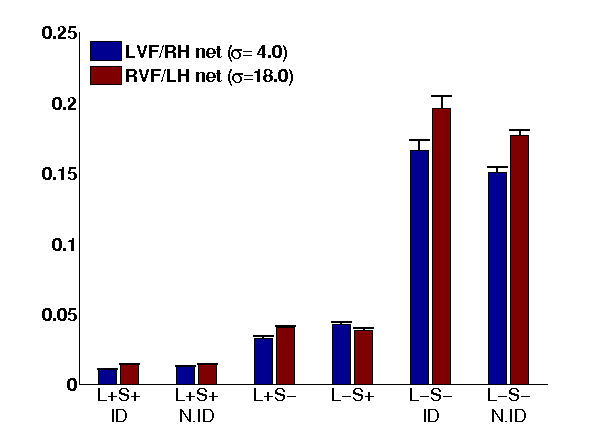 0.25
LVF/RH net (σ= 4.0)
RVF/LH net (σ=18.0)
0.2
0.15
0.1
0.05
0
L+S+ L+S+ L+S− L−S+ L−S− L−S−
ID N.ID ID N.ID